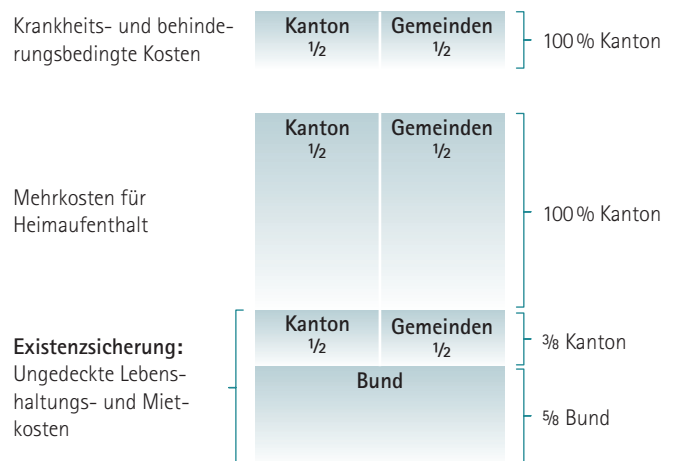 Krankheits- und behinde-
rungsbedingte Kosten
Kanton
½
Gemeinden
½
100 % Kanton
Mehrkosten für
Heimaufenthalt
Kanton
½
Gemeinden
½
100 % Kanton
Existenzsicherung:
Ungedeckte Lebens-
haltungs- und Miet-
kosten
Kanton
½
Gemeinden
½
⅜ Kanton
Bund
⅝ Bund